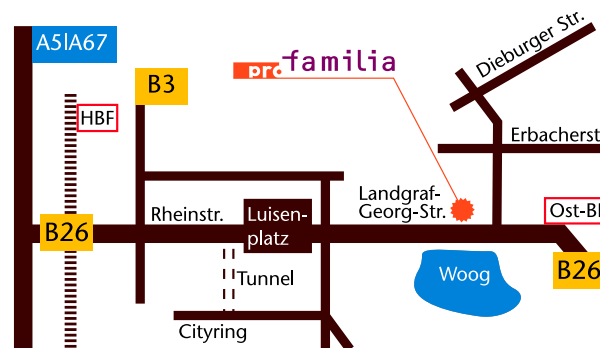 Dieburger Str.
A5|A67
pro familia
B3
HBF
Erbacherst
Landgraf-
Georg-Str.
Rheinstr.
Luisen-
platz
Ost-B
B26
Woog
B26
Tunnel
Cityring